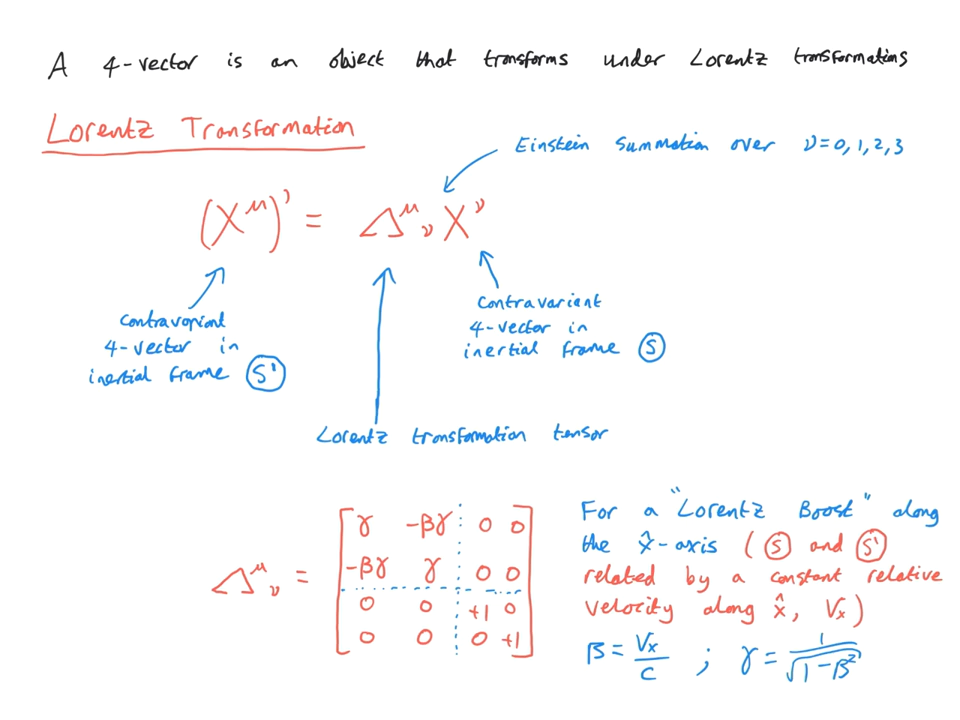 A 4-vector is an object that transforms under Lorentz transformations
Lorentz Transformation
Einstein summation over ν=0,1,2,3
(X^μ)' = Δ^μ_ν X^ν
Contravariant
4-vector in
inertial frame S'
Contravariant
4-vector in
inertial frame S
Lorentz transformation tensor
Δ^μ_ν =
γ -βγ 0 0
-βγ γ 0 0
0 0 +1 0
0 0 0 +1
For a "Lorentz Boost" along
the x̂-axis (S and S'
related by a constant relative
velocity along x̂, Vx)
β = Vx/c ; γ = 1/√(1-β²)